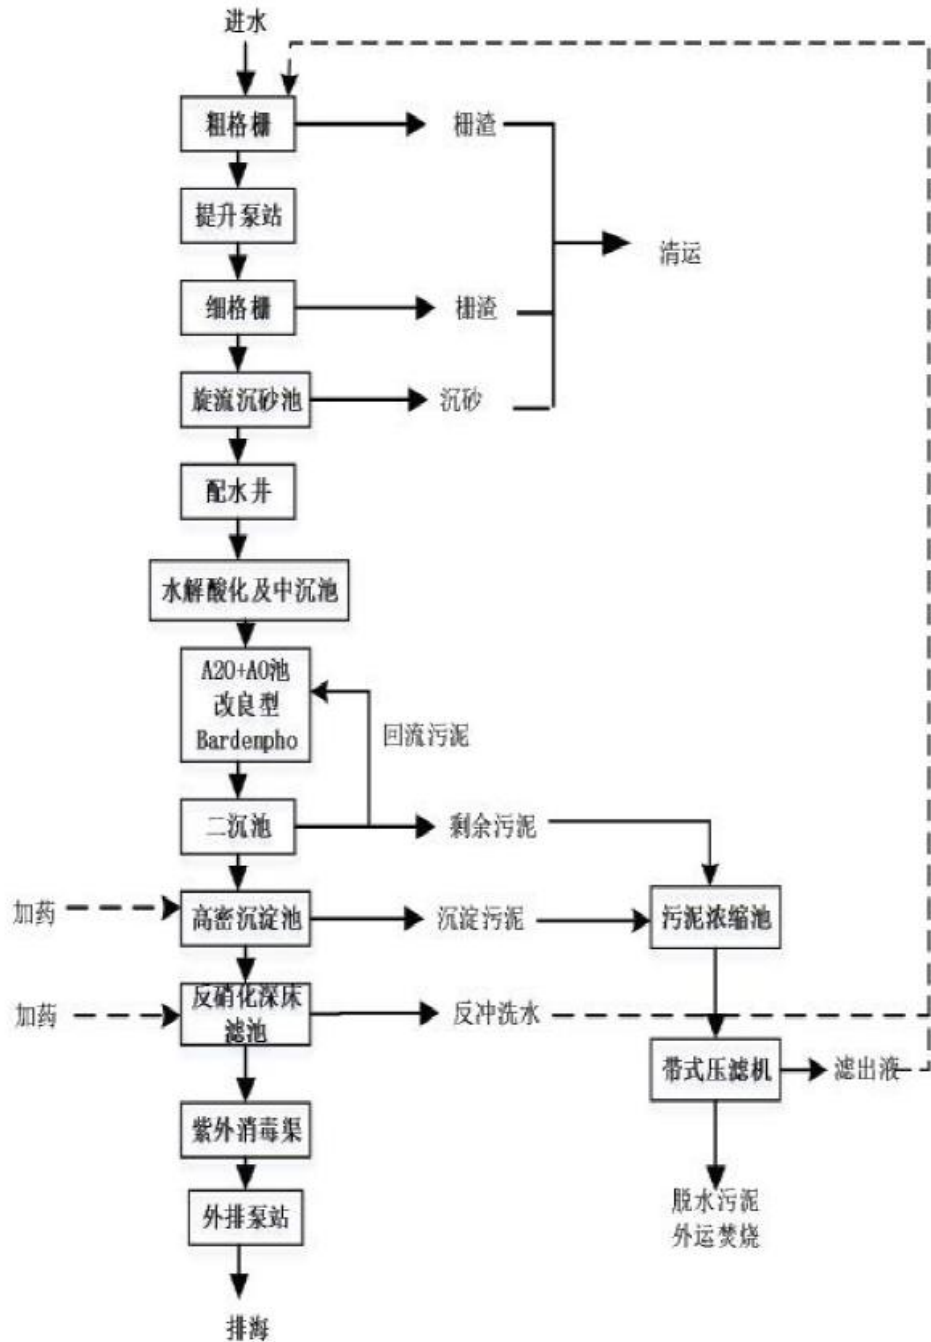 进水
粗格栅
栅渣
提升泵站
清运
细格栅
栅渣
旋流沉砂池
沉砂
配水井
水解酸化及中沉池
A2O+AO池
改良型
Bardenpho
回流污泥
二沉池
剩余污泥
加药
高密沉淀池
沉淀污泥
污泥浓缩池
加药
反硝化深床
滤池
反冲洗水
带式压滤机
滤出液
紫外消毒渠
外排泵站
脱水污泥
外运焚烧
排海